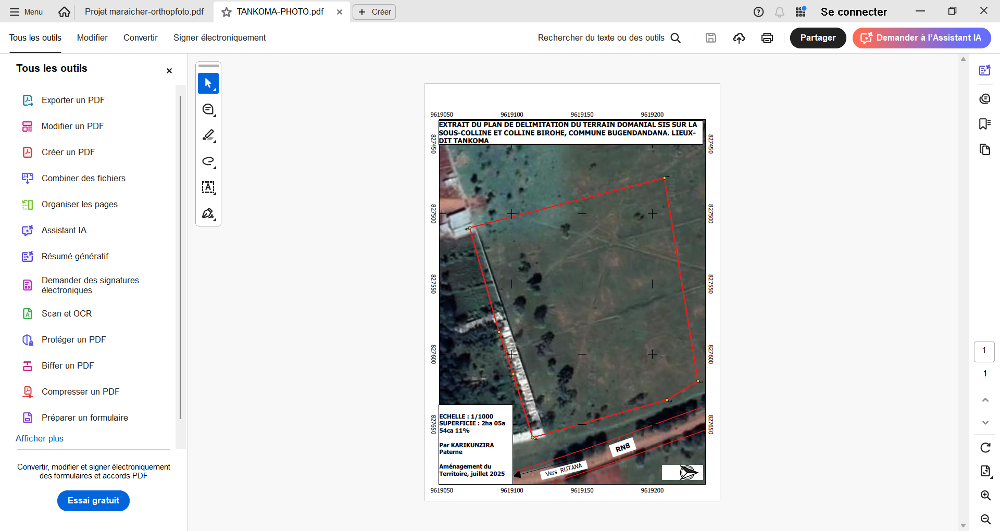 Menu
Projet maraicher-orthopfoto.pdf
TANKOMA-PHOTO.pdf
Créer
Se connecter
Tous les outils
Modifier
Convertir
Signer électroniquement
Rechercher du texte ou des outils
Partager
Demander à l'Assistant IA
Tous les outils
Exporter un PDF
Modifier un PDF
Créer un PDF
Combiner des fichiers
Organiser les pages
Assistant IA
Résumé génératif
Demander des signatures
électroniques
Scan et OCR
Protéger un PDF
Biffer un PDF
Compresser un PDF
Préparer un formulaire
Afficher plus
Convertir, modifier et signer électroniquement
des formulaires et accords PDF
Essai gratuit
9619050 9619100 9619150 9619200
EXTRAIT DU PLAN DE DELIMITATION DU TERRAIN DOMANIAL SIS SUR LA
SOUS-COLLINE ET COLLINE BIROHE, COMMUNE BUGENDANDANA. LIEUX-
DIT TANKOMA
827450 827450
827500 827500
827550 827550
827600 827600
827650 827650
ECHELLE : 1/1000
SUPERFICIE : 2ha 05a
54ca 11%
Par KARIKUNZIRA
Paterne
Aménagement du
Territoire, juillet 2025
RN8
Vers RUTANA
9619050 9619100 9619150 9619200
1
1